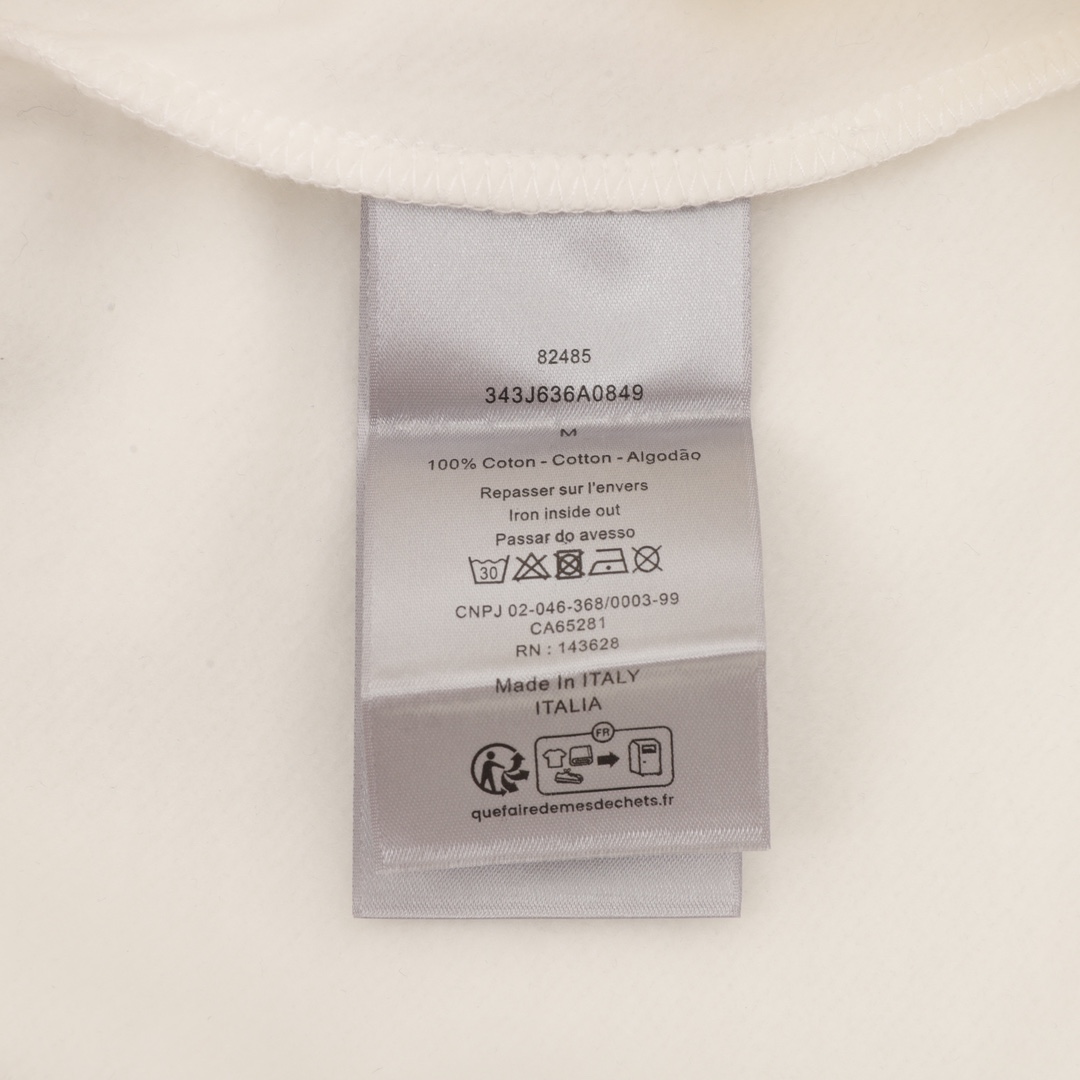 82485
343J636A0849
M
100% Coton - Cotton - Algodão
Repasser sur l'envers
Iron inside out
Passar do avesso
30
CNPJ 02-046-368/0003-99
CA65281
RN : 143628
Made In ITALY
ITALIA
FR
quefairedemesdechets.fr